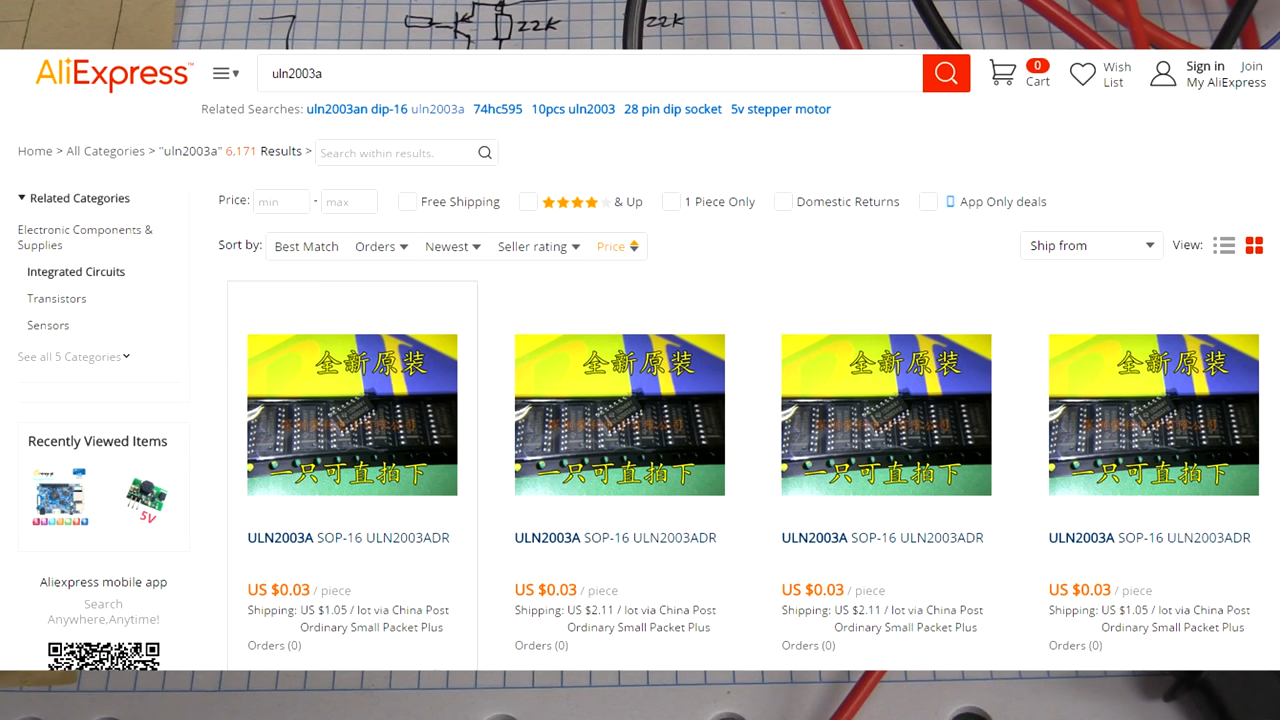 22K
22K
AliExpress™
uln2003a
0
Cart
Wish
List
Sign in Join
My AliExpress
Related Searches: uln2003an dip-16 uln2003a 74hc595 10pcs uln2003 28 pin dip socket 5v stepper motor
Home > All Categories > "uln2003a" 6,171 Results > Search within results.
Related Categories
Electronic Components &
Supplies
Integrated Circuits
Transistors
Sensors
See all 5 Categories
Price: min - max Free Shipping & Up 1 Piece Only Domestic Returns App Only deals
Sort by: Best Match Orders Newest Seller rating Price Ship from View:
Recently Viewed Items
5V
Aliexpress mobile app
Search
Anywhere,Anytime!
全新原装
一只可直拍下
ULN2003A SOP-16 ULN2003ADR
US $0.03 / piece
Shipping: US $1.05 / lot via China Post
Ordinary Small Packet Plus
Orders (0)
全新原装
一只可直拍下
ULN2003A SOP-16 ULN2003ADR
US $0.03 / piece
Shipping: US $2.11 / lot via China Post
Ordinary Small Packet Plus
Orders (0)
全新原装
一只可直拍下
ULN2003A SOP-16 ULN2003ADR
US $0.03 / piece
Shipping: US $2.11 / lot via China Post
Ordinary Small Packet Plus
Orders (0)
全新原装
一只可直拍下
ULN2003A SOP-16 ULN2003ADR
US $0.03 / piece
Shipping: US $1.05 / lot via China Post
Ordinary Small Packet Plus
Orders (0)